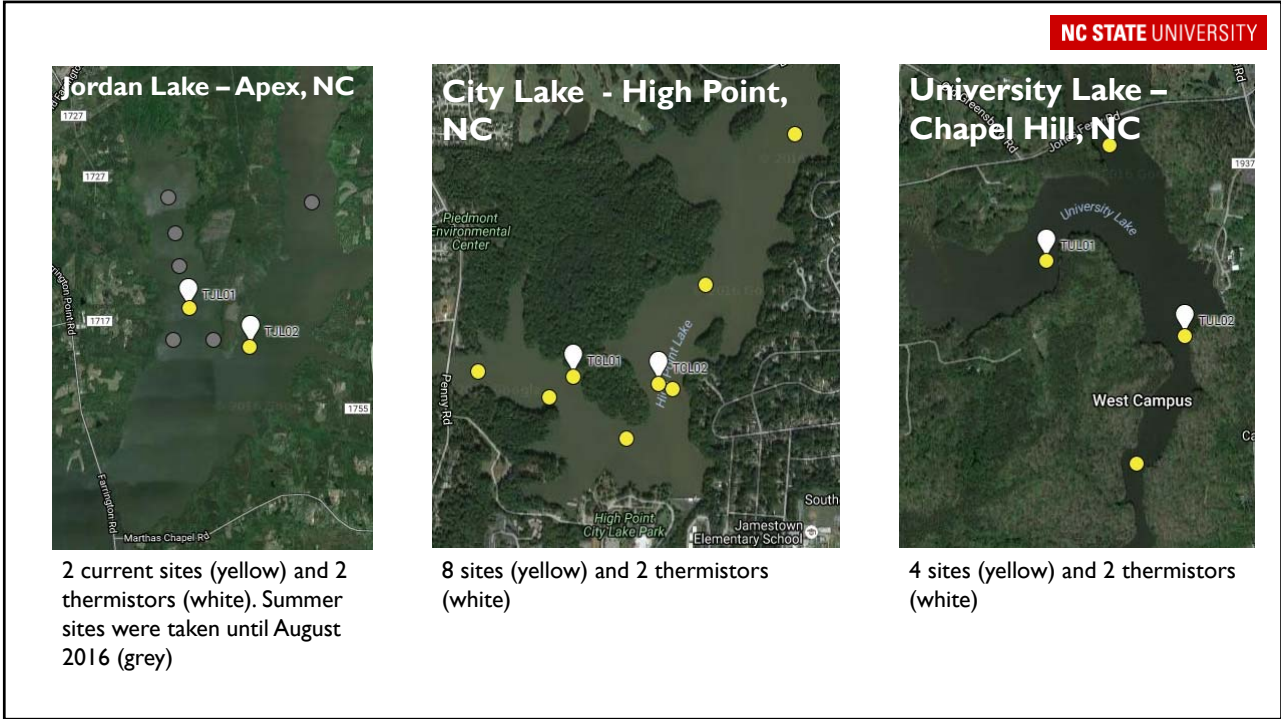 NC STATE UNIVERSITY
Jordan Lake – Apex, NC
1727
1727
TJL01
1717
TJL02
1755
Farrington Rd
Marthas Chapel Rd
2 current sites (yellow) and 2
thermistors (white). Summer
sites were taken until August
2016 (grey)
City Lake - High Point,
NC
Piedmont
Environmental
Center
TCL01
TCL02
Penny Rd
High Point
City Lake Park
Jamestown
Elementary School
South
8 sites (yellow) and 2 thermistors
(white)
University Lake –
Chapel Hill, NC
1937
University Lake
TUL01
TUL02
West Campus
4 sites (yellow) and 2 thermistors
(white)